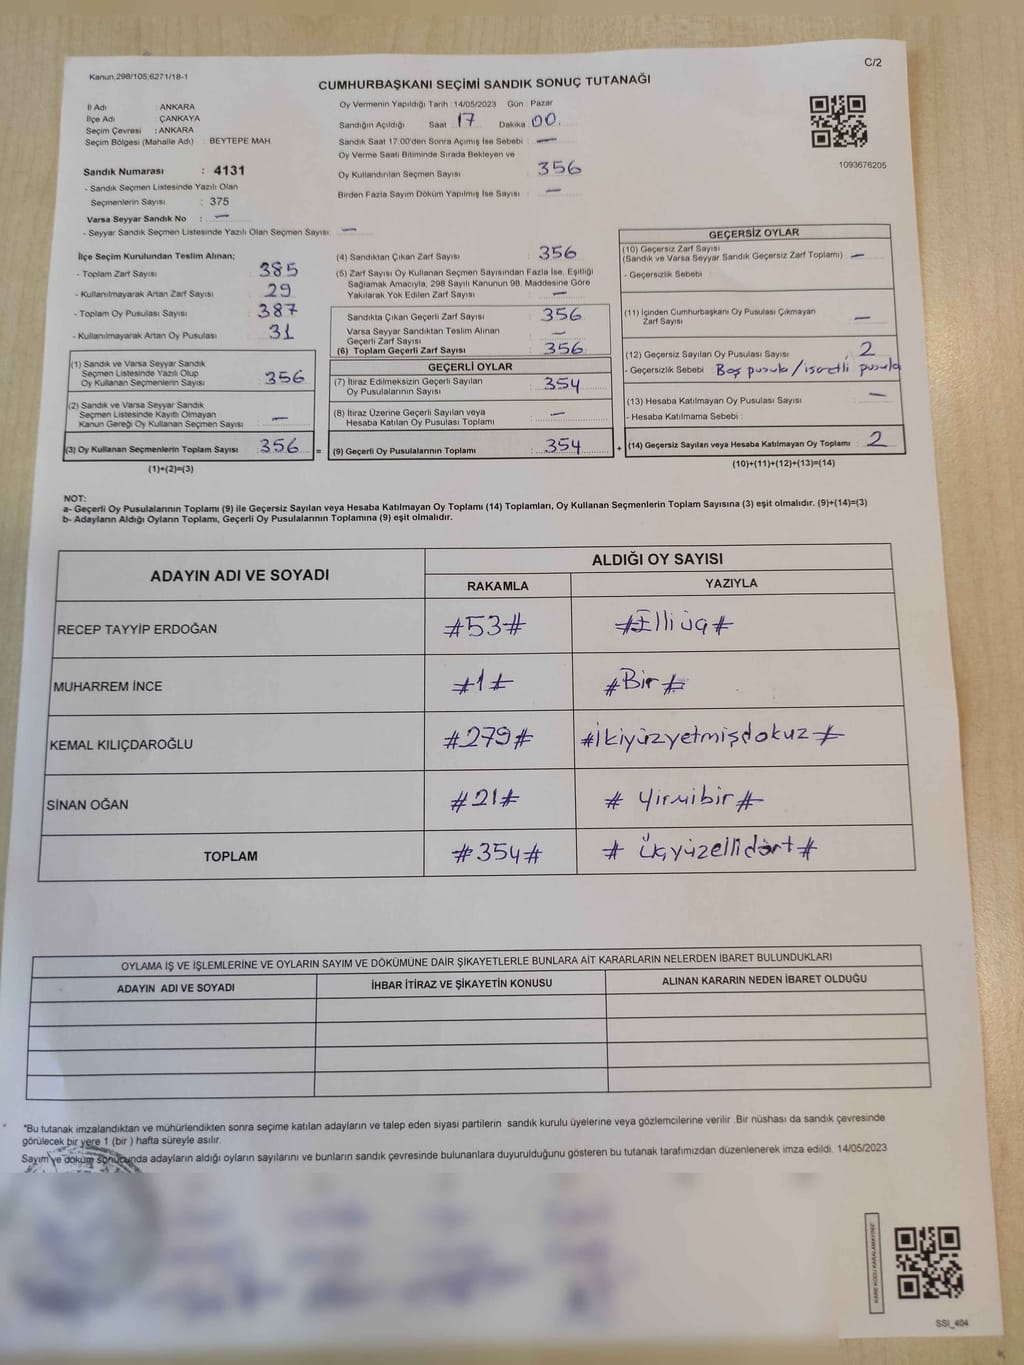 Kanun,298/105,6271/18-1
C/2
CUMHURBAŞKANI SEÇİMİ SANDIK SONUÇ TUTANAĞI
İl Adı : ANKARA
İlçe Adı : ÇANKAYA
Seçim Çevresi : ANKARA
Seçim Bölgesi (Mahalle Adı) : BEYTEPE MAH
Sandık Numarası : 4131
- Sandık Seçmen Listesinde Yazılı Olan
Seçmenlerin Sayısı : 375
Varsa Seyyar Sandık No : —
- Seyyar Sandık Seçmen Listesinde Yazılı Olan Seçmen Sayısı: —
Oy Vermenin Yapıldığı Tarih :14/05/2023 Gün : Pazar
Sandığın Açıldığı Saat 17 Dakika 00.
Sandık Saat 17:00'den Sonra Açımış İse Sebebi : —
Oy Verme Saati Bitiminde Sırada Bekleyen ve
Oy Kullandırılan Seçmen Sayısı : 356
Birden Fazla Sayım Döküm Yapılmış İse Sayısı : —
1093676205
İlçe Seçim Kurulundan Teslim Alınan;
- Toplam Zarf Sayısı : 385
- Kullanılmayarak Artan Zarf Sayısı : 29
- Toplam Oy Pusulası Sayısı : 387
- Kullanılmayarak Artan Oy Pusulası : 31
(1) Sandık ve Varsa Seyyar Sandık
Seçmen Listesinde Yazılı Olup
Oy Kullanan Seçmenlerin Sayısı : 356
(2) Sandık ve Varsa Seyyar Sandık
Seçmen Listesinde Kayıtlı Olmayan
Kanun Gereği Oy Kullanan Seçmen Sayısı : —
(3) Oy Kullanan Seçmenlerin Toplam Sayısı : 356 =
(1)+(2)=(3)
(4) Sandıktan Çıkan Zarf Sayısı : 356
(5) Zarf Sayısı Oy Kullanan Seçmen Sayısından Fazla İse, Eşitliği
Sağlamak Amacıyla, 298 Sayılı Kanunun 98. Maddesine Göre
Yakılarak Yok Edilen Zarf Sayısı : —
Sandıkta Çıkan Geçerli Zarf Sayısı : 356
Varsa Seyyar Sandıktan Teslim Alınan
Geçerli Zarf Sayısı : —
(6) Toplam Geçerli Zarf Sayısı : 356
GEÇERLİ OYLAR
(7) İtiraz Edilmeksizin Geçerli Sayılan
Oy Pusulalarının Sayısı : 354
(8) İtiraz Üzerine Geçerli Sayılan veya
Hesaba Katılan Oy Pusulası Toplamı : —
(9) Geçerli Oy Pusulalarının Toplamı : 354 +
GEÇERSİZ OYLAR
(10) Geçersiz Zarf Sayısı
(Sandık ve Varsa Seyyar Sandık Geçersiz Zarf Toplamı) : —
- Geçersizlik Sebebi :
(11) İçinden Cumhurbaşkanı Oy Pusulası Çıkmayan
Zarf Sayısı : —
(12) Geçersiz Sayılan Oy Pusulası Sayısı : 2
- Geçersizlik Sebebi : Boş pusula/işaretli pusula
(13) Hesaba Katılmayan Oy Pusulası Sayısı : —
- Hesaba Katılmama Sebebi :
(14) Geçersiz Sayılan veya Hesaba Katılmayan Oy Toplamı : 2
(10)+(11)+(12)+(13)=(14)
NOT:
a- Geçerli Oy Pusulalarının Toplamı (9) ile Geçersiz Sayılan veya Hesaba Katılmayan Oy Toplamı (14) Toplamları, Oy Kullanan Seçmenlerin Toplam Sayısına (3) eşit olmalıdır. (9)+(14)=(3)
b- Adayların Aldığı Oyların Toplamı, Geçerli Oy Pusulalarının Toplamına (9) eşit olmalıdır.
ADAYIN ADI VE SOYADI
ALDIĞI OY SAYISI
RAKAMLA YAZIYLA
RECEP TAYYİP ERDOĞAN #53# #Elli üç#
MUHARREM İNCE #1# #Bir#
KEMAL KILIÇDAROĞLU #279# #ikiyüzyetmişdokuz#
SİNAN OĞAN #21# # Yirmibir#
TOPLAM #354# # üçyüzellidört#
OYLAMA İŞ VE İŞLEMLERİNE VE OYLARIN SAYIM VE DÖKÜMÜNE DAİR ŞİKAYETLERLE BUNLARA AİT KARARLARIN NELERDEN İBARET BULUNDUKLARI
ADAYIN ADI VE SOYADI İHBAR İTİRAZ VE ŞİKAYETİN KONUSU ALINAN KARARIN NEDEN İBARET OLDUĞU
*Bu tutanak imzalandıktan ve mühürlendikten sonra seçime katılan adayların ve talep eden siyasi partilerin sandık kurulu üyelerine veya gözlemcilerine verilir. Bir nüshası da sandık çevresinde
görülecek bir yere 1 (bir ) hafta süreyle asılır.
Sayım ve döküm sonucunda adayların aldığı oyların sayılarını ve bunların sandık çevresinde bulunanlara duyurulduğunu gösteren bu tutanak tarafımızdan düzenlenerek imza edildi. 14/05/2023
KARE KODU KARALAMAYINIZ!
SSI_404